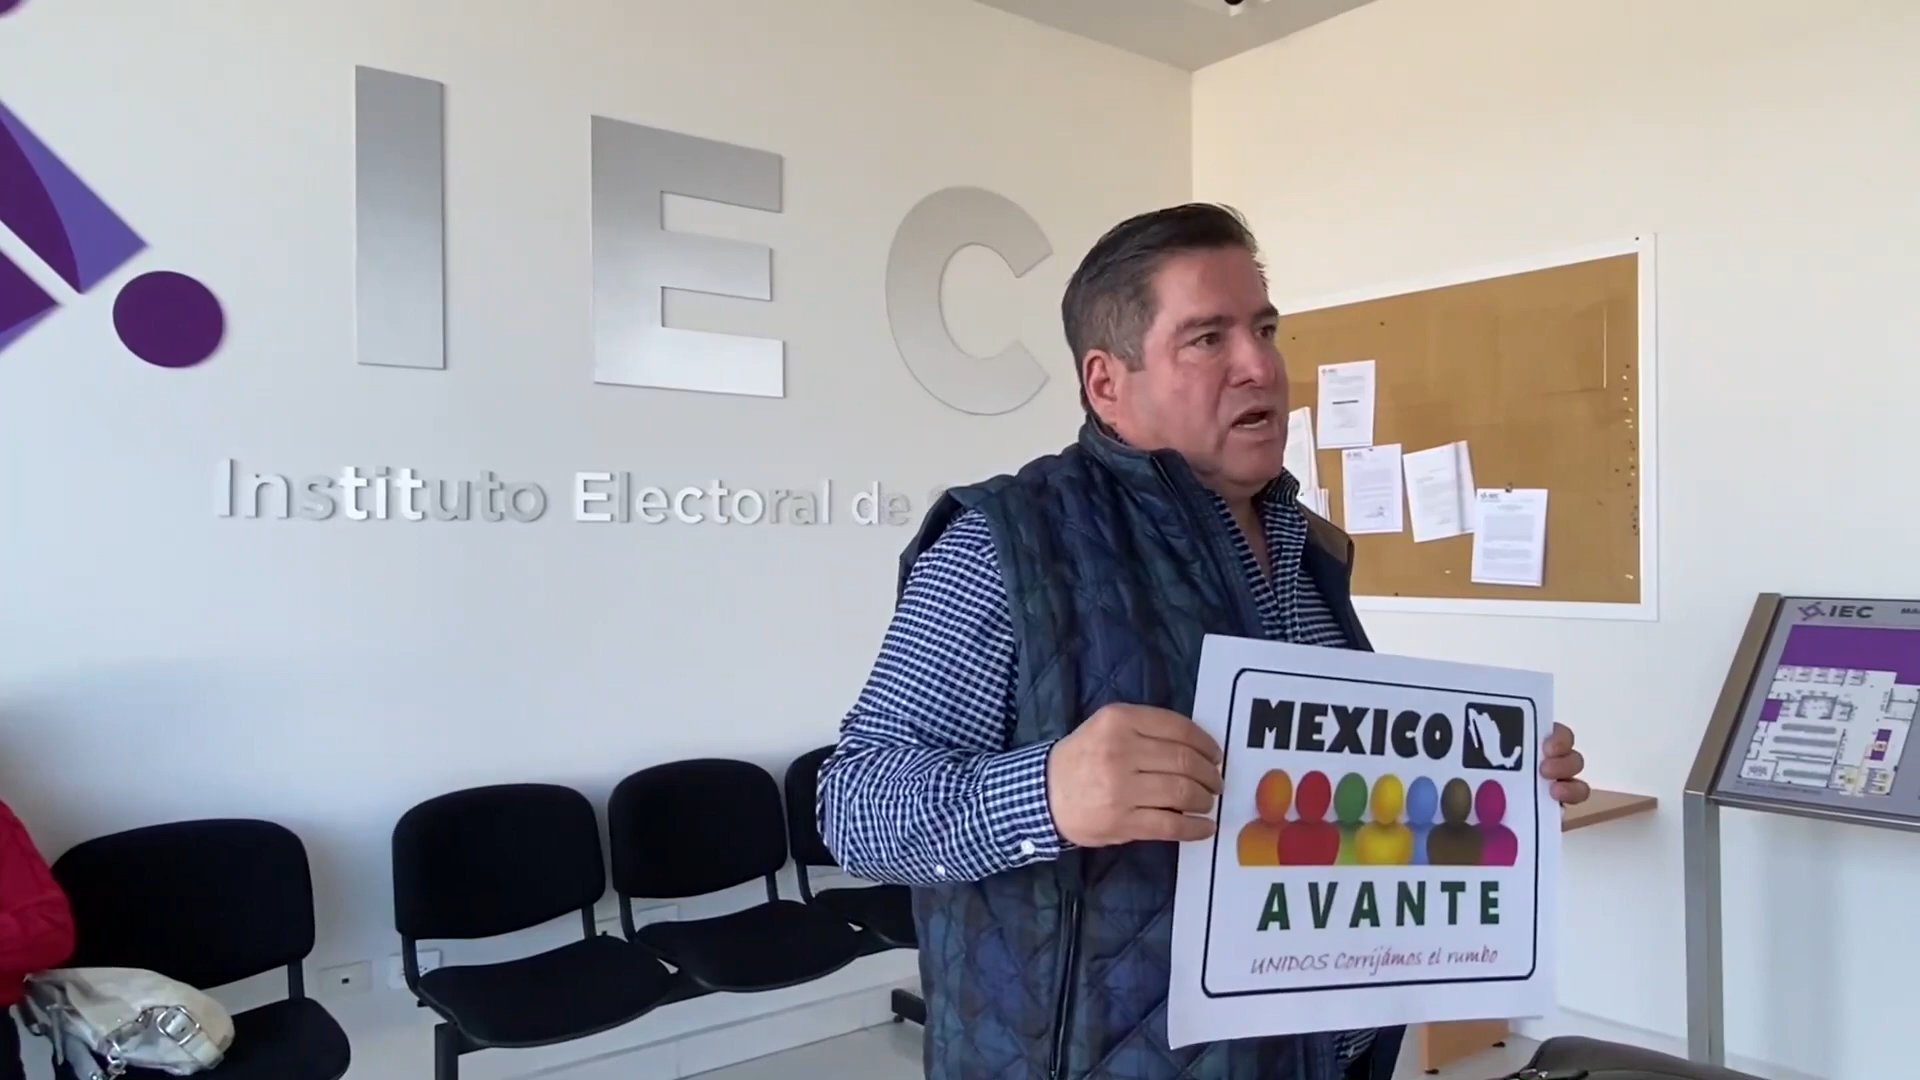 IEC
Instituto Electoral de
IEC
MEXICO
AVANTE
UNIDOS Corrijámos el rumbo